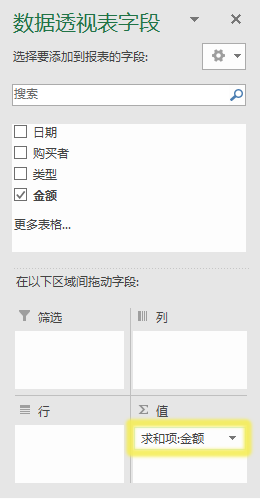 数据透视表字段
选择要添加到报表的字段:
搜索
日期
购买者
类型
金额
更多表格...
在以下区域间拖动字段:
筛选
列
行
Σ 值
求和项:金额